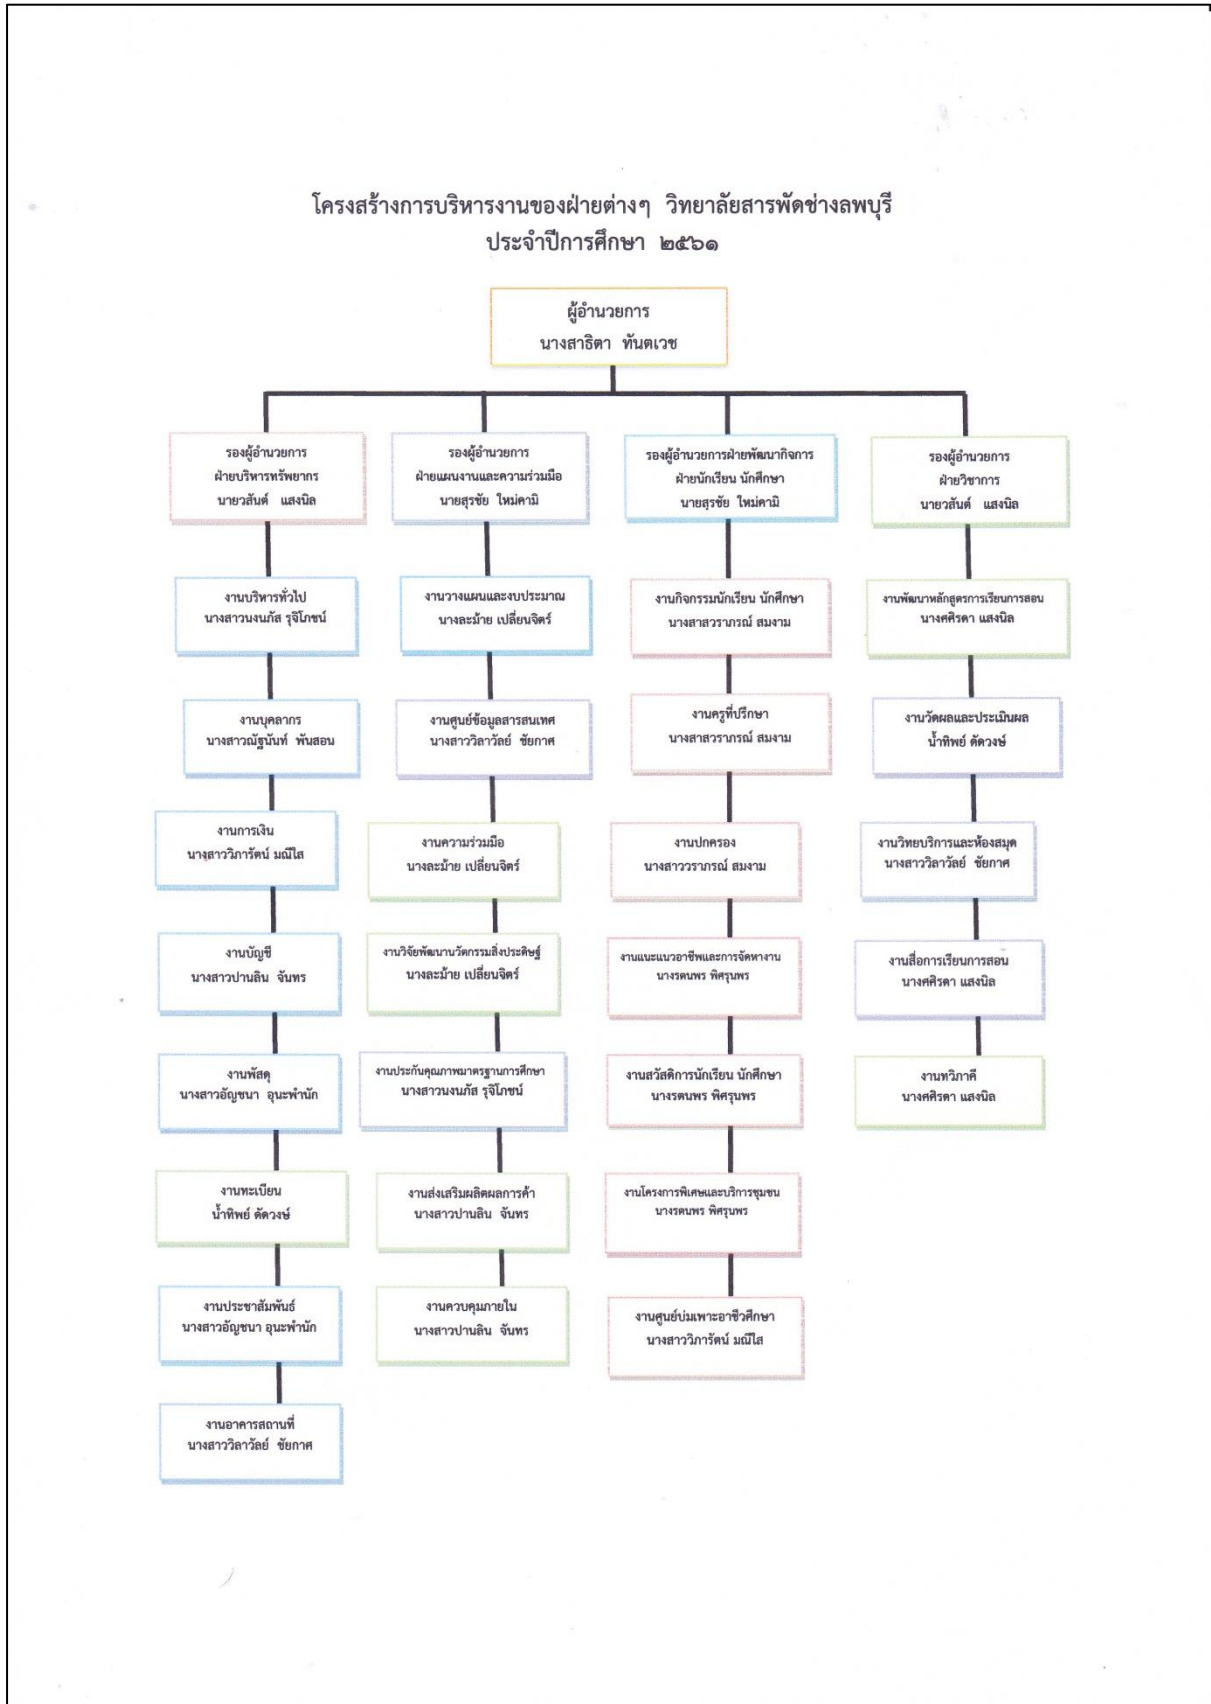 โครงสร้างการบริหารงานของฝ่ายต่างๆ วิทยาลัยสารพัดช่างลพบุรี
ประจำปีการศึกษา ๒๕๖๑
ผู้อำนวยการ
นางสาธิตา ทันตเวช
รองผู้อำนวยการ
ฝ่ายบริหารทรัพยากร
นายวสันต์ แสงนิล
งานบริหารทั่วไป
นางสาวนงนภัส รุจิโภชน์
งานบุคลากร
นางสาวณัฐนันท์ พันสอน
งานการเงิน
นางสาววิภารัตน์ มณีใส
งานบัญชี
นางสาวปานลิน จันทร
งานพัสดุ
นางสาวอัญชนา อุนะพำนัก
งานทะเบียน
น้ำทิพย์ ดัดวงษ์
งานประชาสัมพันธ์
นางสาวอัญชนา อุนะพำนัก
งานอาคารสถานที่
นางสาววิลาวัลย์ ชัยกาศ
รองผู้อำนวยการ
ฝ่ายแผนงานและความร่วมมือ
นายสุรชัย ใหม่คามิ
งานวางแผนและงบประมาณ
นางละม้าย เปลี่ยนจิตร์
งานศูนย์ข้อมูลสารสนเทศ
นางสาววิลาวัลย์ ชัยกาศ
งานความร่วมมือ
นางละม้าย เปลี่ยนจิตร์
งานวิจัยพัฒนานวัตกรรมสิ่งประดิษฐ์
นางละม้าย เปลี่ยนจิตร์
งานประกันคุณภาพมาตรฐานการศึกษา
นางสาวนงนภัส รุจิโภชน์
งานส่งเสริมผลิตผลการค้า
นางสาวปานลิน จันทร
งานควบคุมภายใน
นางสาวปานลิน จันทร
รองผู้อำนวยการฝ่ายพัฒนากิจการ
ฝ่ายนักเรียน นักศึกษา
นายสุรชัย ใหม่คามิ
งานกิจกรรมนักเรียน นักศึกษา
นางสาสวราภรณ์ สมงาม
งานครูที่ปรึกษา
นางสาสวราภรณ์ สมงาม
งานปกครอง
นางสาววราภรณ์ สมงาม
งานแนะแนวอาชีพและการจัดหางาน
นางรตนพร พิศรุนพร
งานสวัสดิการนักเรียน นักศึกษา
นางรตนพร พิศรุนพร
งานโครงการพิเศษและบริการชุมชน
นางรตนพร พิศรุนพร
งานศูนย์บ่มเพาะอาชีวศึกษา
นางสาววิภารัตน์ มณีใส
รองผู้อำนวยการ
ฝ่ายวิชาการ
นายวสันต์ แสงนิล
งานพัฒนาหลักสูตรการเรียนการสอน
นางศศิรดา แสงนิล
งานวัดผลและประเมินผล
น้ำทิพย์ ดัดวงษ์
งานวิทยบริการและห้องสมุด
นางสาววิลาวัลย์ ชัยกาศ
งานสื่อการเรียนการสอน
นางศศิรดา แสงนิล
งานทวิภาคี
นางศศิรดา แสงนิล